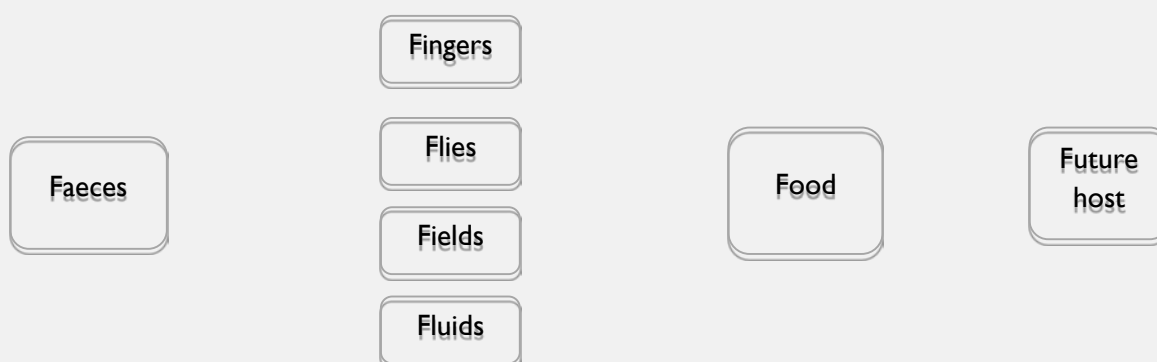 Fingers
Flies
Faeces
Fields
Fluids
Food
Future
host